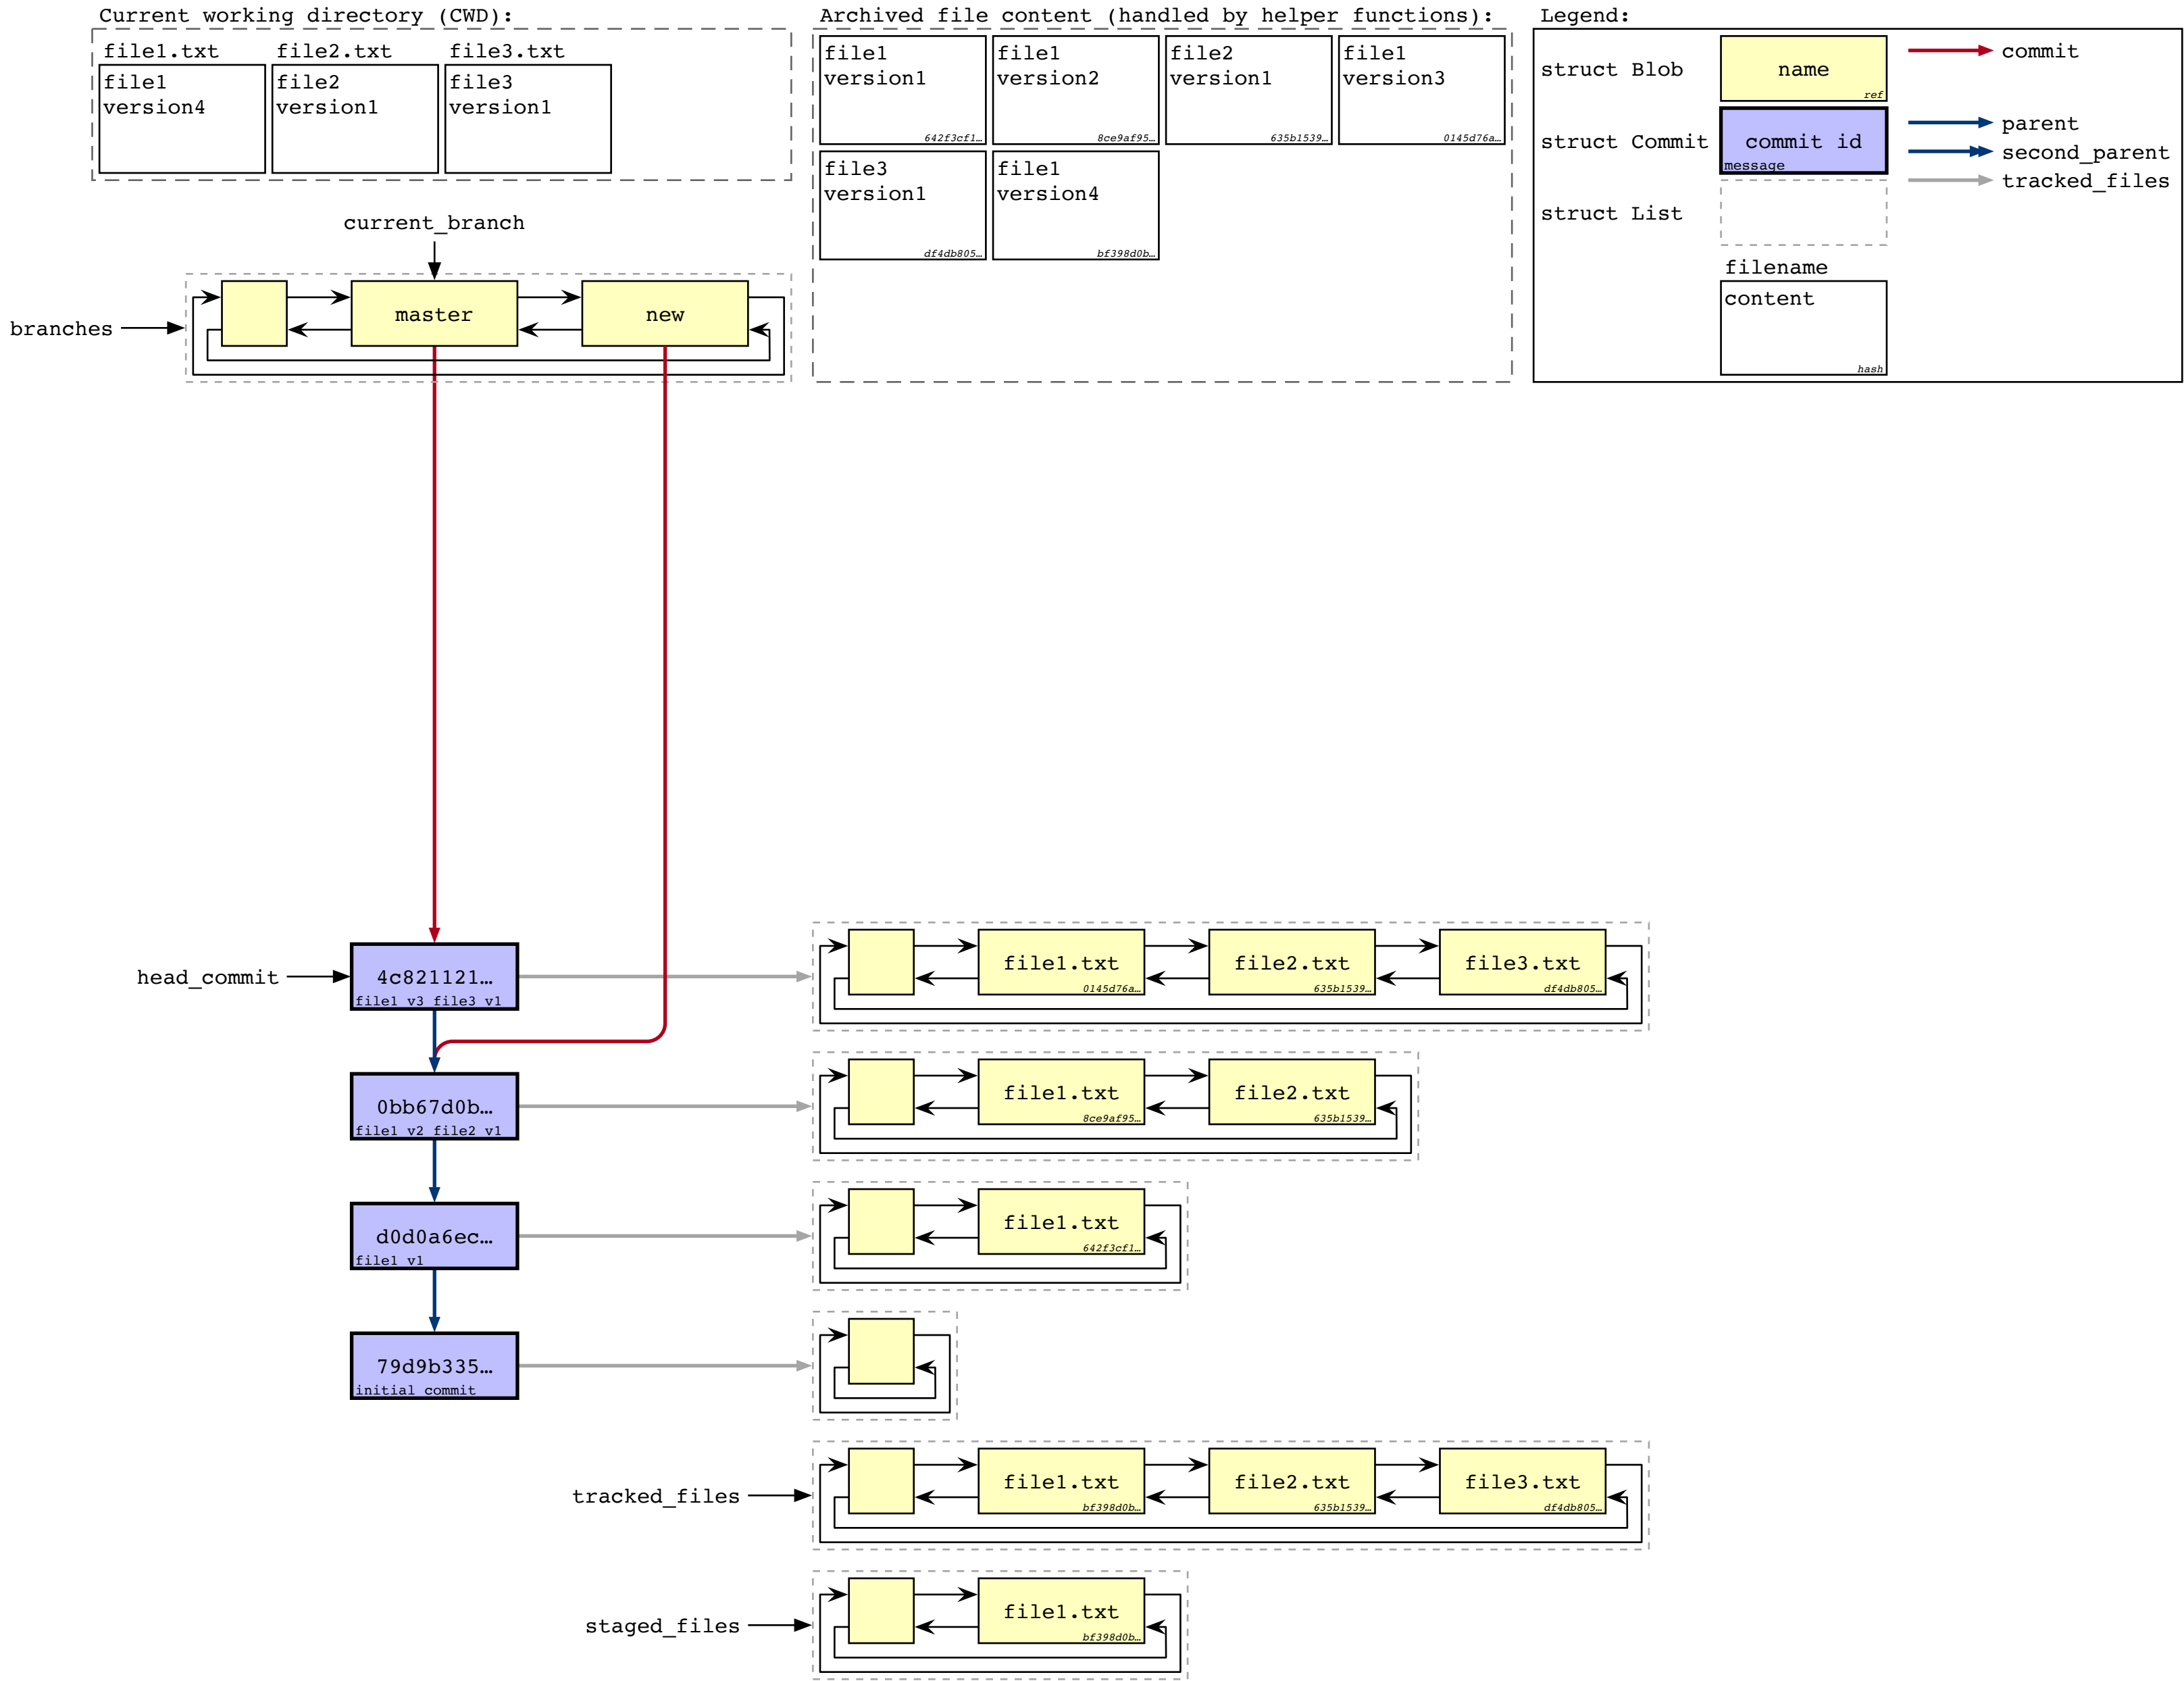 Current working directory (CWD):
file1.txt file2.txt file3.txt
file1
version4
file2
version1
file3
version1
Archived file content (handled by helper functions):
file1
version1
642f3cf1…
file1
version2
8ce9af95…
file2
version1
635b1539…
file1
version3
0145d76a…
file3
version1
df4db805…
file1
version4
bf398d0b…
Legend:
struct Blob
name
ref
commit
struct Commit
commit id
message
parent
second_parent
tracked_files
struct List
filename
content
hash
current_branch
branches
master
new
head_commit
4c821121…
file1 v3 file3 v1
file1.txt
0145d76a…
file2.txt
635b1539…
file3.txt
df4db805…
0bb67d0b…
file1 v2 file2 v1
file1.txt
8ce9af95…
file2.txt
635b1539…
d0d0a6ec…
file1 v1
file1.txt
642f3cf1…
79d9b335…
initial commit
tracked_files
file1.txt
bf398d0b…
file2.txt
635b1539…
file3.txt
df4db805…
staged_files
file1.txt
bf398d0b…